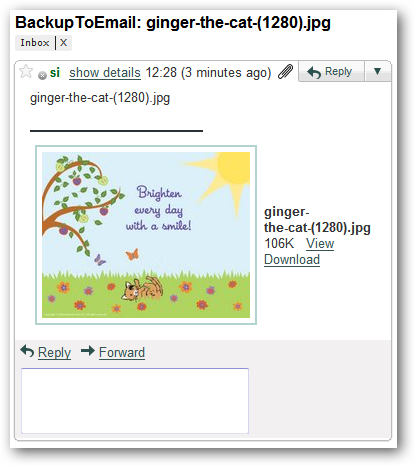 BackupToEmail: ginger-the-cat-(1280).jpg
Inbox X
si show details 12:28 (3 minutes ago) Reply
ginger-the-cat-(1280).jpg
Brighten
every day
with a smile!
ginger-
the-cat-(1280).jpg
106K View
Download
Reply Forward